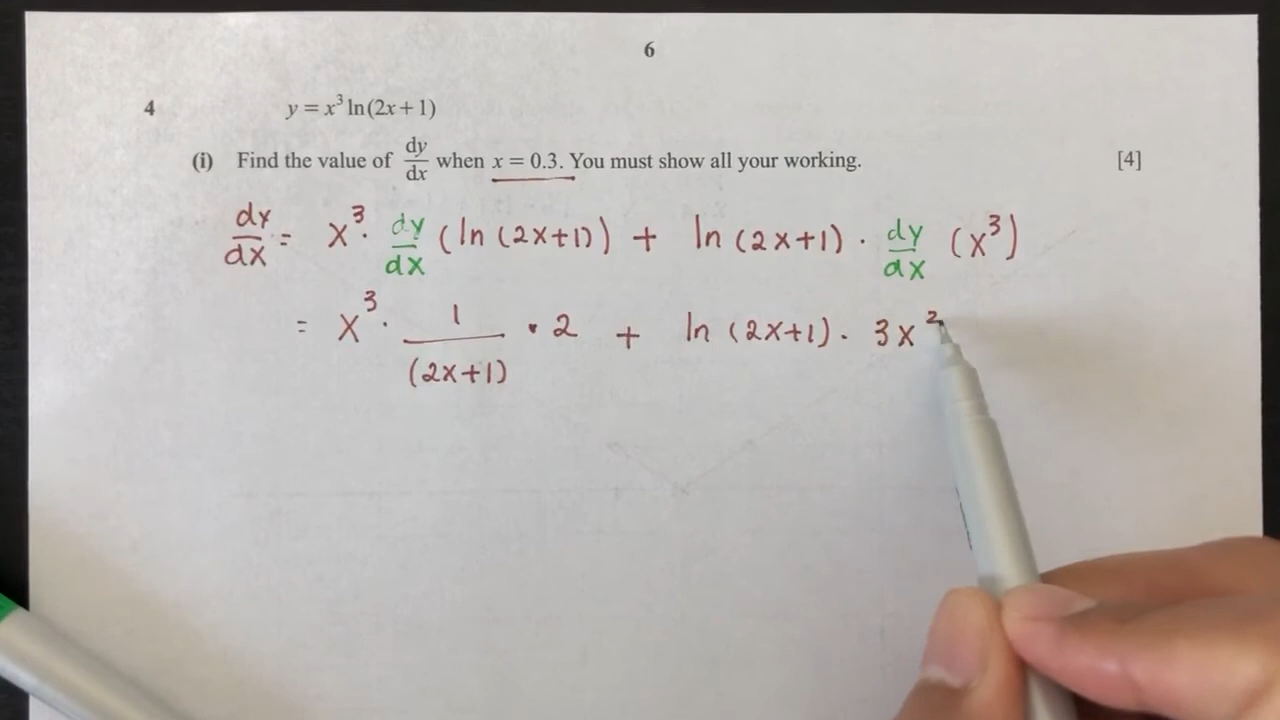 6
4 y = x³ ln(2x + 1)
(i) Find the value of dy/dx when x = 0.3. You must show all your working. [4]
dy/dx = x³ · dy/dx (ln (2x+1)) + ln (2x+1) · dy/dx (x³)
= x³ · 1/(2x+1) · 2 + ln (2x+1) · 3x²